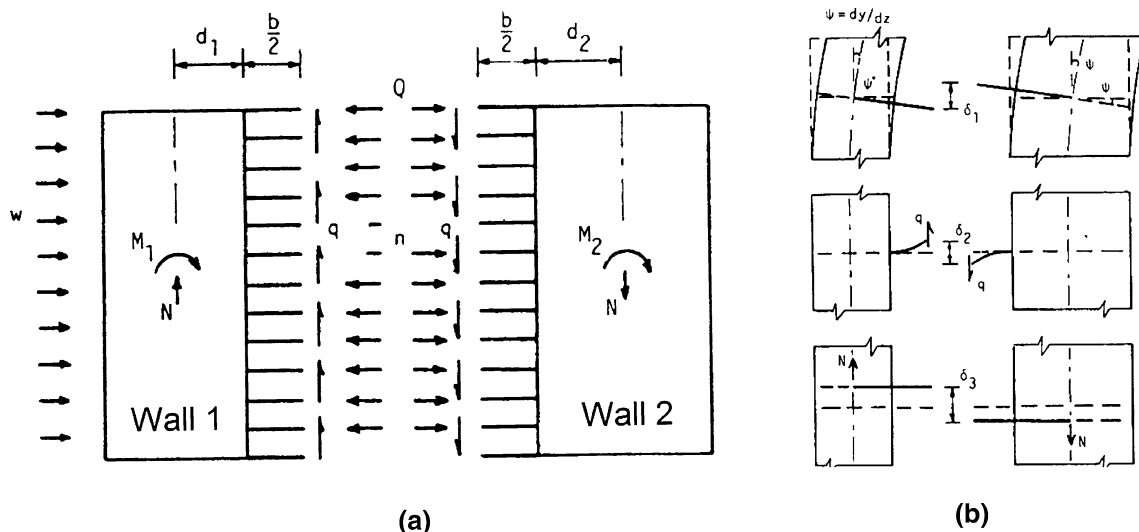 d₁ b/2 b/2 d₂
Q
w
q n q
M₁ M₂
N N
Wall 1 Wall 2
(a)
ψ = dy/dz
ψ ψ
ψ
δ₁
q δ₂
q
N δ₃
N
(b)